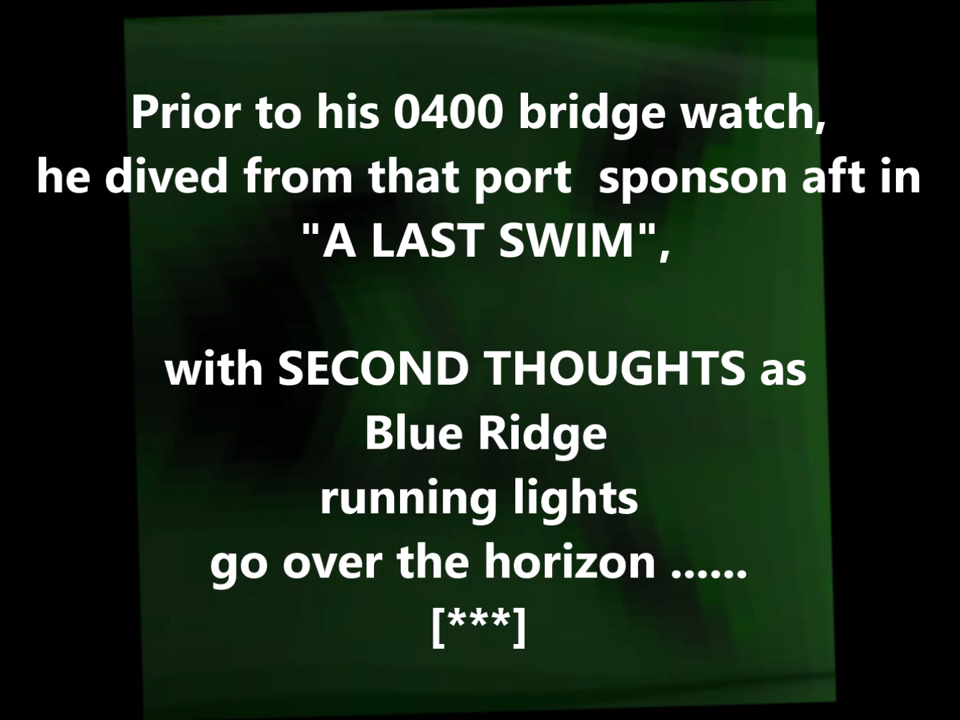 Prior to his 0400 bridge watch,
he dived from that port  sponson aft in
"A LAST SWIM",
with SECOND THOUGHTS as
Blue Ridge
running lights
go over the horizon ......
[***]